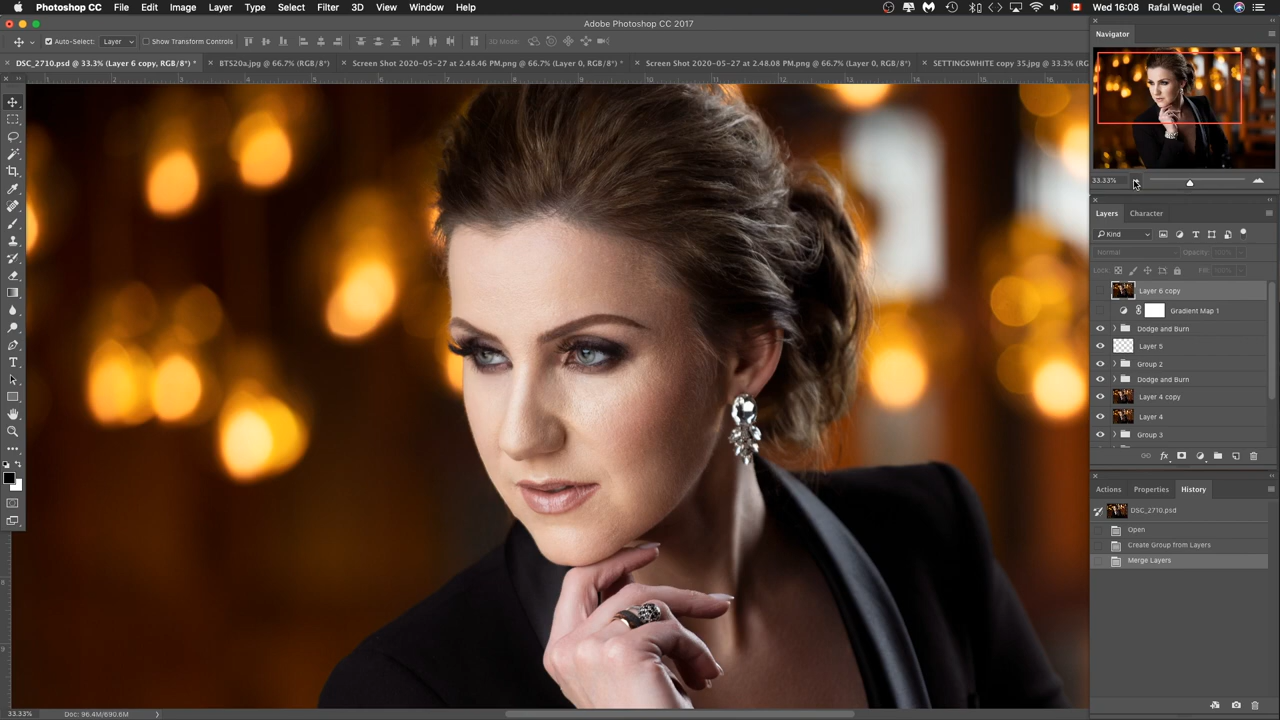 Photoshop CC File Edit Image Layer Type Select Filter 3D View Window Help Wed 16:08 Rafal Wegiel
Adobe Photoshop CC 2017
Auto-Select: Layer Show Transform Controls 3D Mode:
DSC_2710.psd @ 33.3% (Layer 6 copy, RGB/8*) * BTS20a.jpg @ 66.7% (RGB/8*) Screen Shot 2020-05-27 at 2.48.46 PM.png @ 66.7% (Layer 0, RGB/8*) * Screen Shot 2020-05-27 at 2.48.08 PM.png @ 66.7% (Layer 0, RGB/8*) SETTINGSWHITE copy 35.jpg @ 33.3% (RG
Navigator
33.33%
Layers Character
Kind
Normal Opacity: 100%
Lock: Fill: 100%
Layer 6 copy
Gradient Map 1
Dodge and Burn
Layer 5
Group 2
Dodge and Burn
Layer 4 copy
Layer 4
Group 3
Actions Properties History
DSC_2710.psd
Open
Create Group from Layers
Merge Layers
33.33% Doc: 96.4M/690.6M